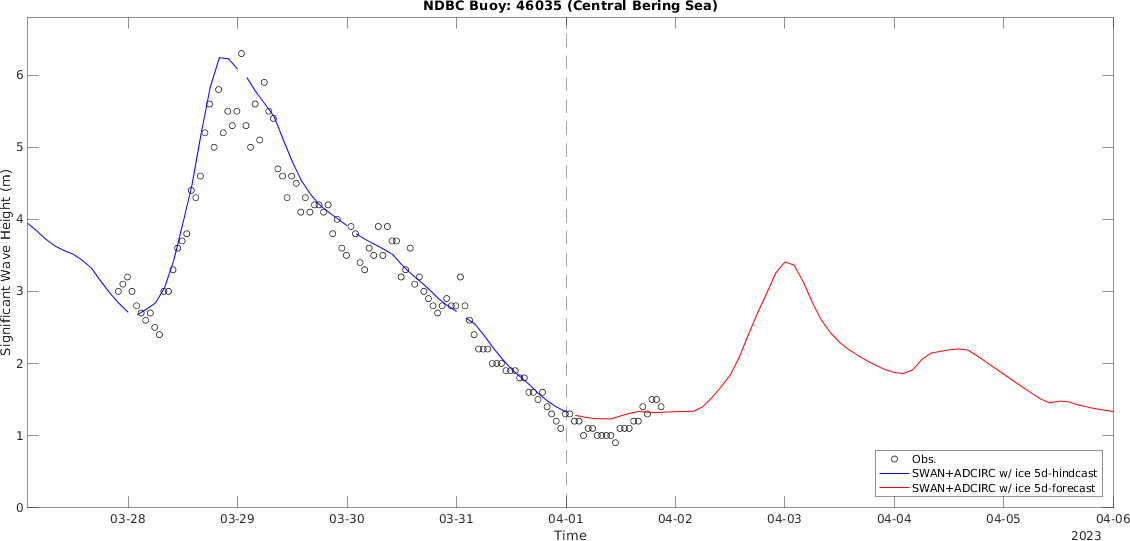 NDBC Buoy: 46035 (Central Bering Sea)
Significant Wave Height (m)
6
5
4
3
2
1
0
Obs.
SWAN+ADCIRC w/ ice 5d-hindcast
SWAN+ADCIRC w/ ice 5d-forecast
03-28 03-29 03-30 03-31 04-01 04-02 04-03 04-04 04-05 04-06
Time
2023